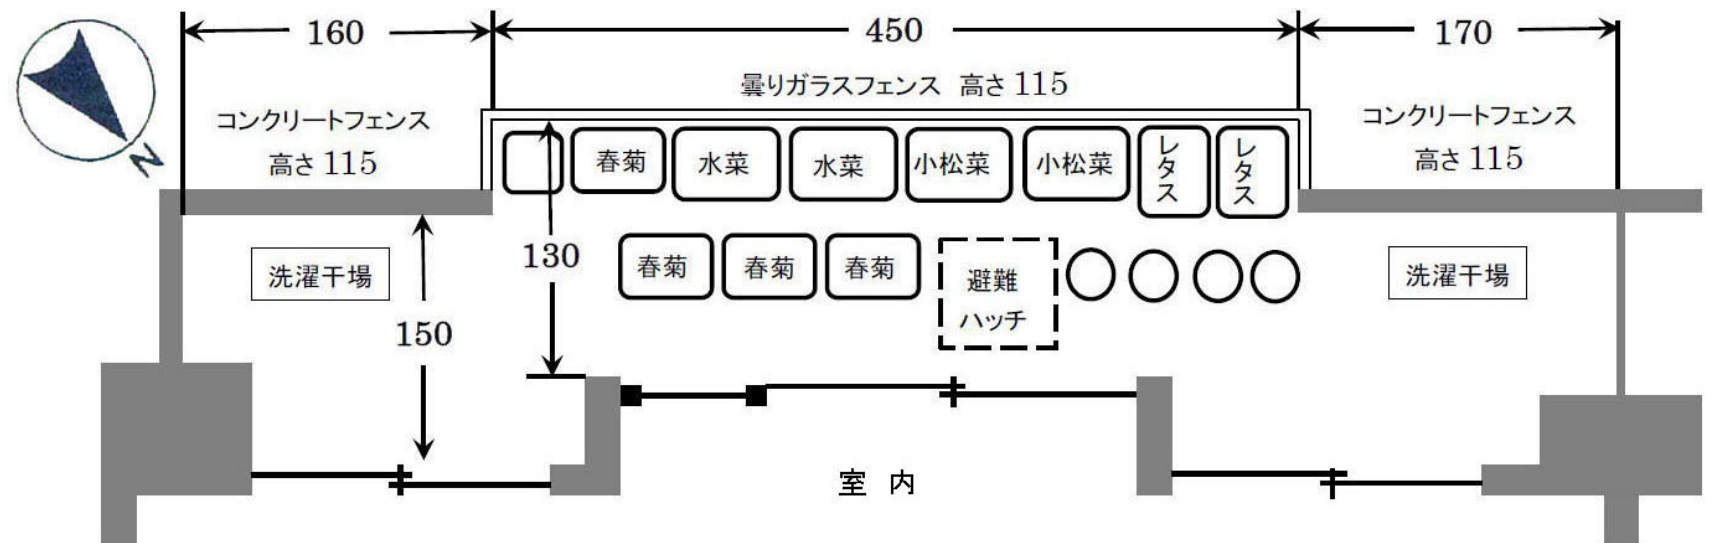 160
450
170
曇りガラスフェンス 高さ 115
コンクリートフェンス
高さ 115
コンクリートフェンス
高さ 115
N
春菊
水菜
水菜
小松菜
小松菜
レタス
レタス
洗濯干場
130
春菊
春菊
春菊
避難
ハッチ
洗濯干場
150
室 内